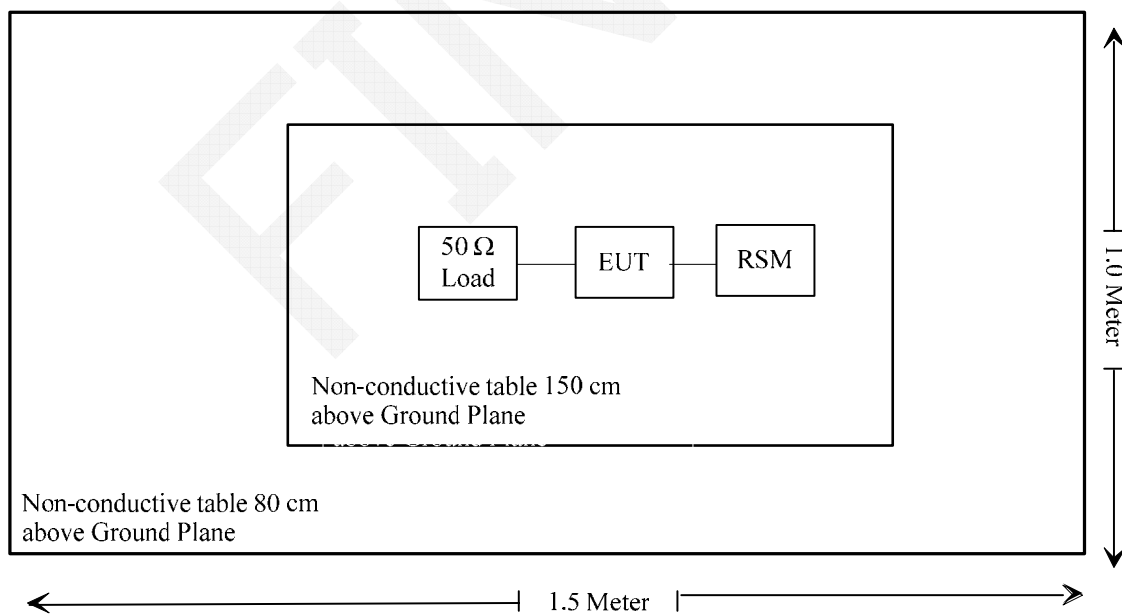 50 Ω
Load
EUT
RSM
1.0 Meter
Non-conductive table 150 cm
above Ground Plane
Non-conductive table 80 cm
above Ground Plane
1.5 Meter